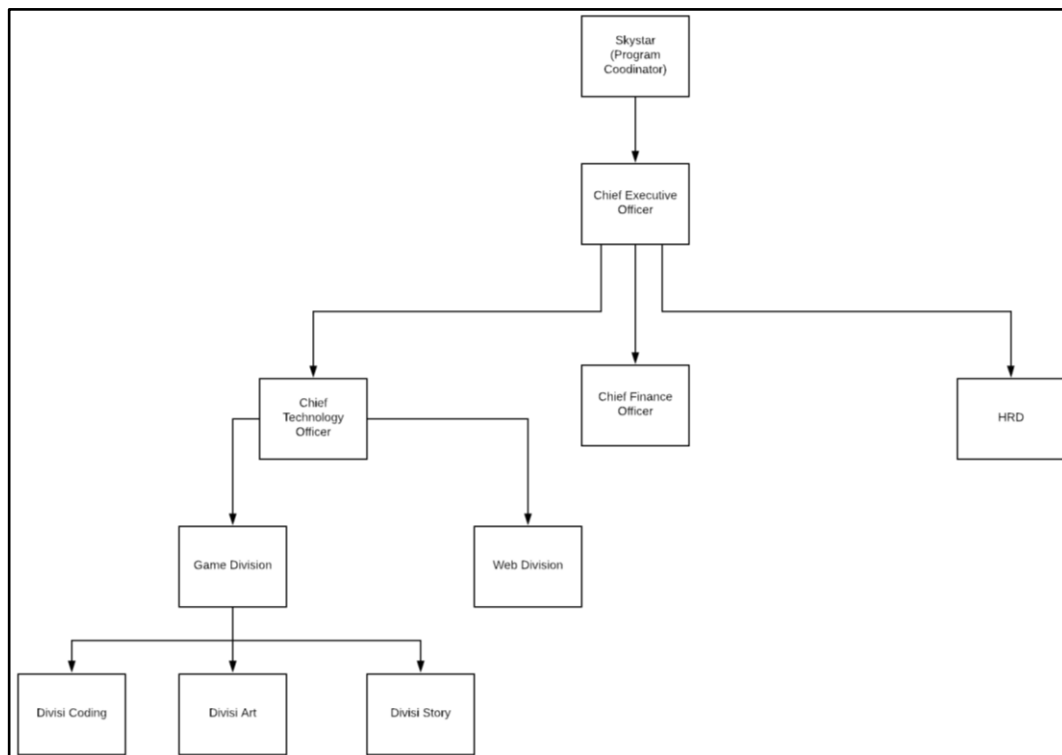 Skystar
(Program
Coodinator)
Chief Executive
Officer
Chief
Technology
Officer
Chief Finance
Officer
HRD
Game Division
Web Division
Divisi Coding
Divisi Art
Divisi Story